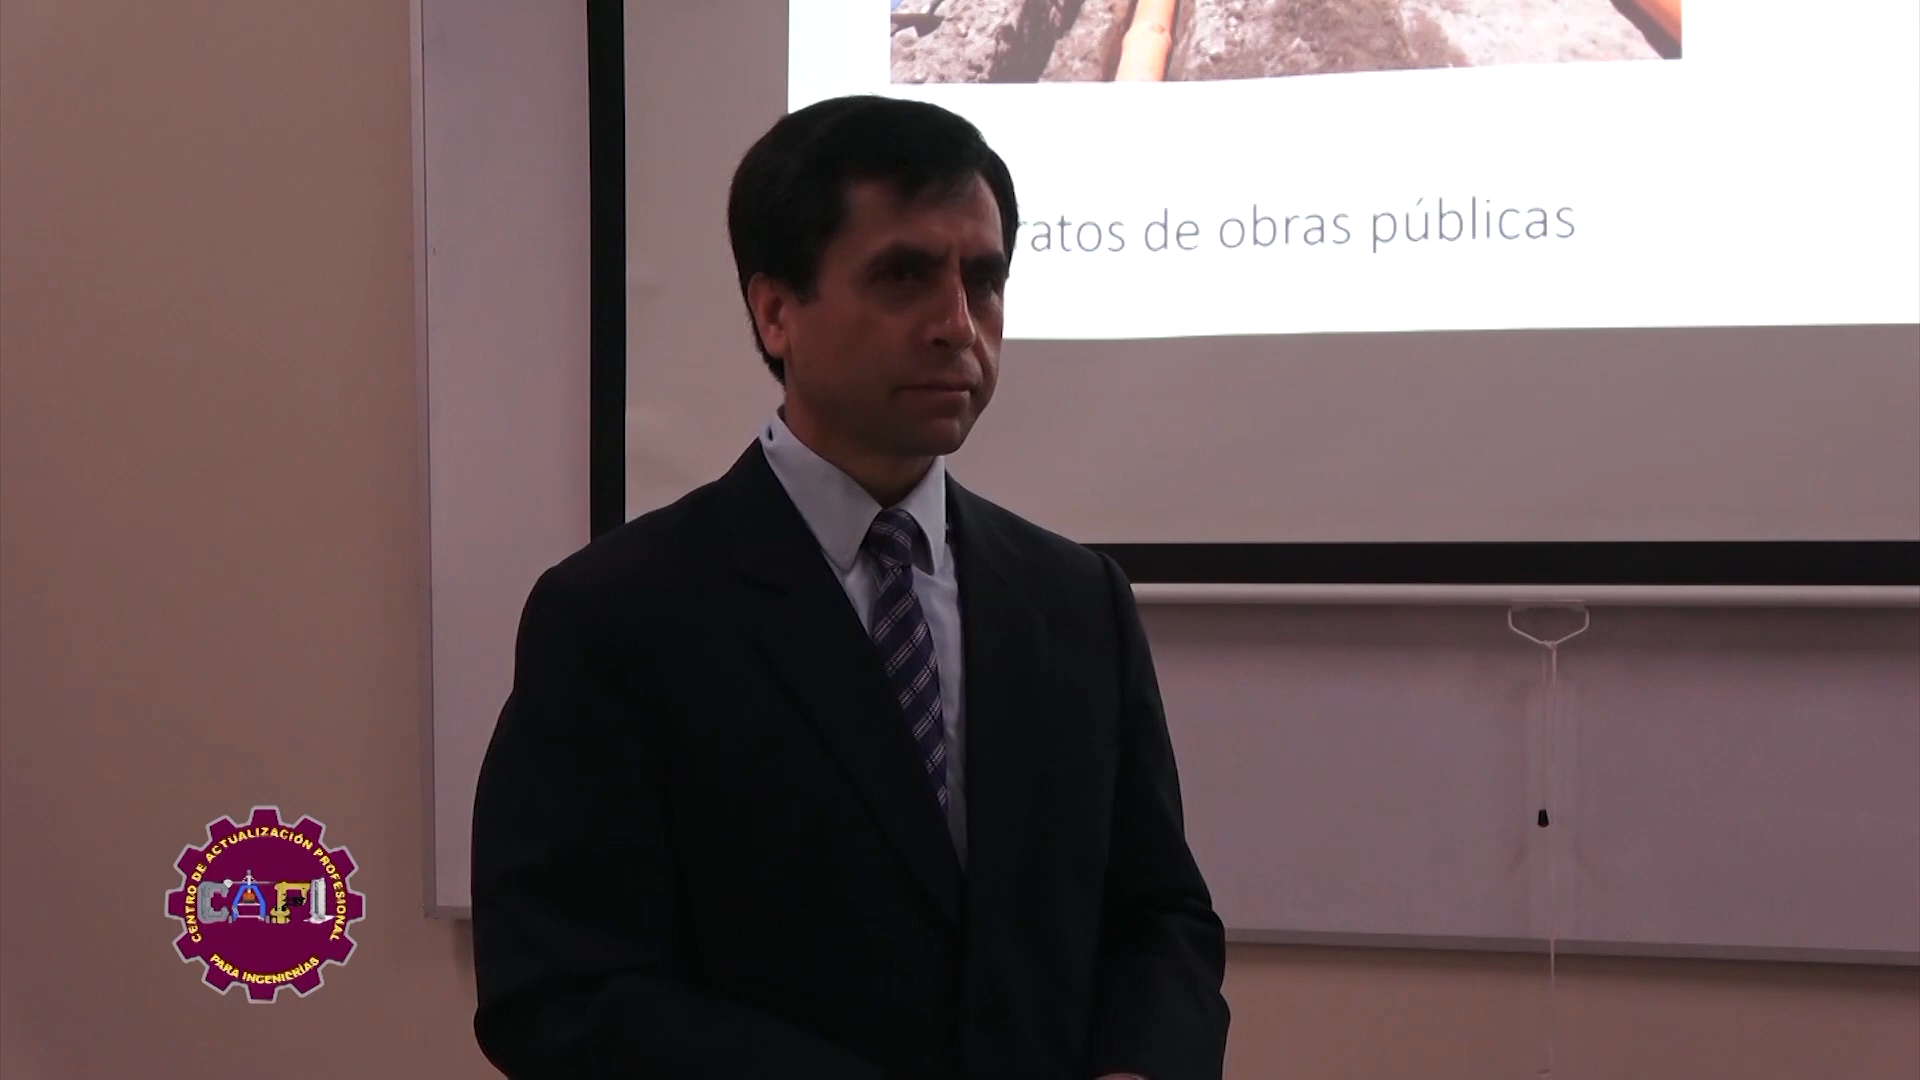 ratos de obras públicas
CENTRO DE ACTUALIZACIÓN PROFESIONAL
CAPI
PARA INGENIERÍAS